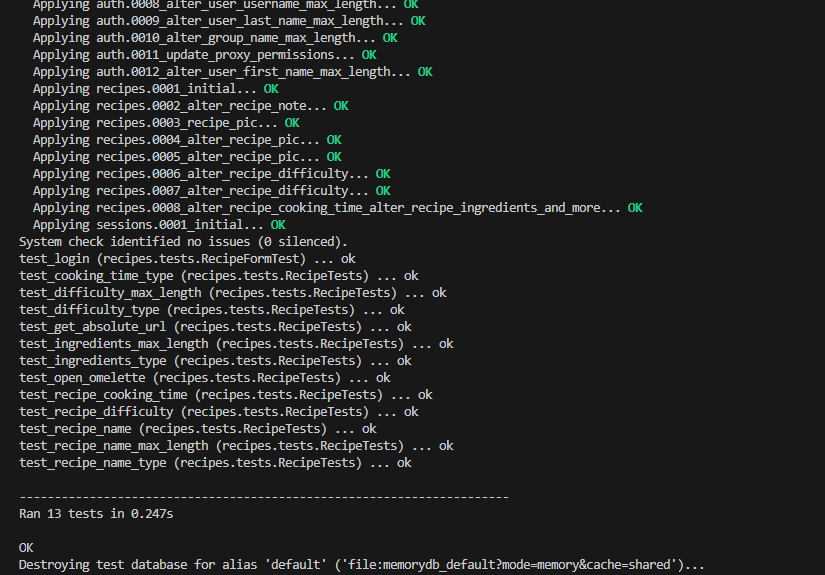 Applying auth.0008_alter_user_username_max_length... OK
Applying auth.0009_alter_user_last_name_max_length... OK
Applying auth.0010_alter_group_name_max_length... OK
Applying auth.0011_update_proxy_permissions... OK
Applying auth.0012_alter_user_first_name_max_length... OK
Applying recipes.0001_initial... OK
Applying recipes.0002_alter_recipe_note... OK
Applying recipes.0003_recipe_pic... OK
Applying recipes.0004_alter_recipe_pic... OK
Applying recipes.0005_alter_recipe_pic... OK
Applying recipes.0006_alter_recipe_difficulty... OK
Applying recipes.0007_alter_recipe_difficulty... OK
Applying recipes.0008_alter_recipe_cooking_time_alter_recipe_ingredients_and_more... OK
Applying sessions.0001_initial... OK
System check identified no issues (0 silenced).
test_login (recipes.tests.RecipeFormTest) ... ok
test_cooking_time_type (recipes.tests.RecipeTests) ... ok
test_difficulty_max_length (recipes.tests.RecipeTests) ... ok
test_difficulty_type (recipes.tests.RecipeTests) ... ok
test_get_absolute_url (recipes.tests.RecipeTests) ... ok
test_ingredients_max_length (recipes.tests.RecipeTests) ... ok
test_ingredients_type (recipes.tests.RecipeTests) ... ok
test_open_omelette (recipes.tests.RecipeTests) ... ok
test_recipe_cooking_time (recipes.tests.RecipeTests) ... ok
test_recipe_difficulty (recipes.tests.RecipeTests) ... ok
test_recipe_name (recipes.tests.RecipeTests) ... ok
test_recipe_name_max_length (recipes.tests.RecipeTests) ... ok
test_recipe_name_type (recipes.tests.RecipeTests) ... ok
----------------------------------------------------------------------
Ran 13 tests in 0.247s
OK
Destroying test database for alias 'default' ('file:memorydb_default?mode=memory&cache=shared')...